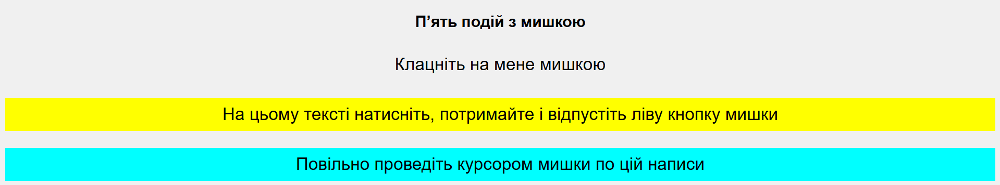 П’ять подій з мишкою
Клацніть на мене мишкою
На цьому тексті натисніть, потримайте і відпустіть ліву кнопку мишки
Повільно проведіть курсором мишки по цій написи